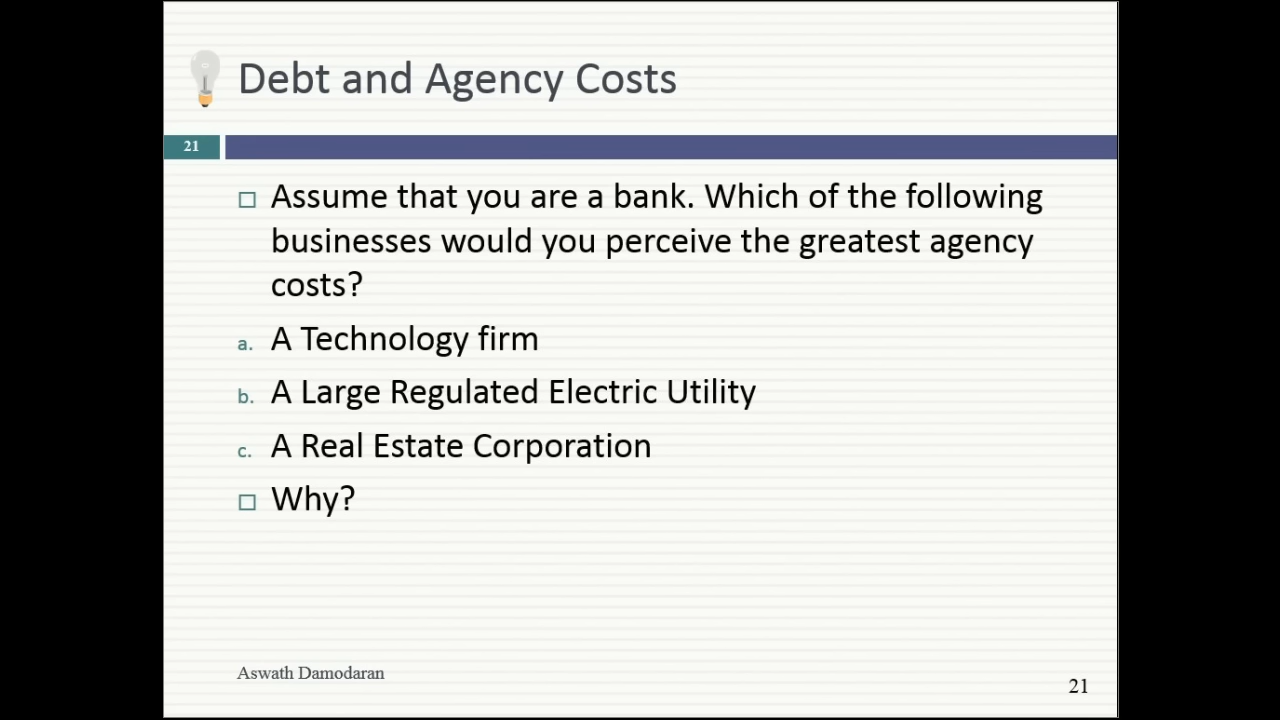 Debt and Agency Costs
21
Assume that you are a bank. Which of the following
businesses would you perceive the greatest agency
costs?
a. A Technology firm
b. A Large Regulated Electric Utility
c. A Real Estate Corporation
Why?
Aswath Damodaran
21